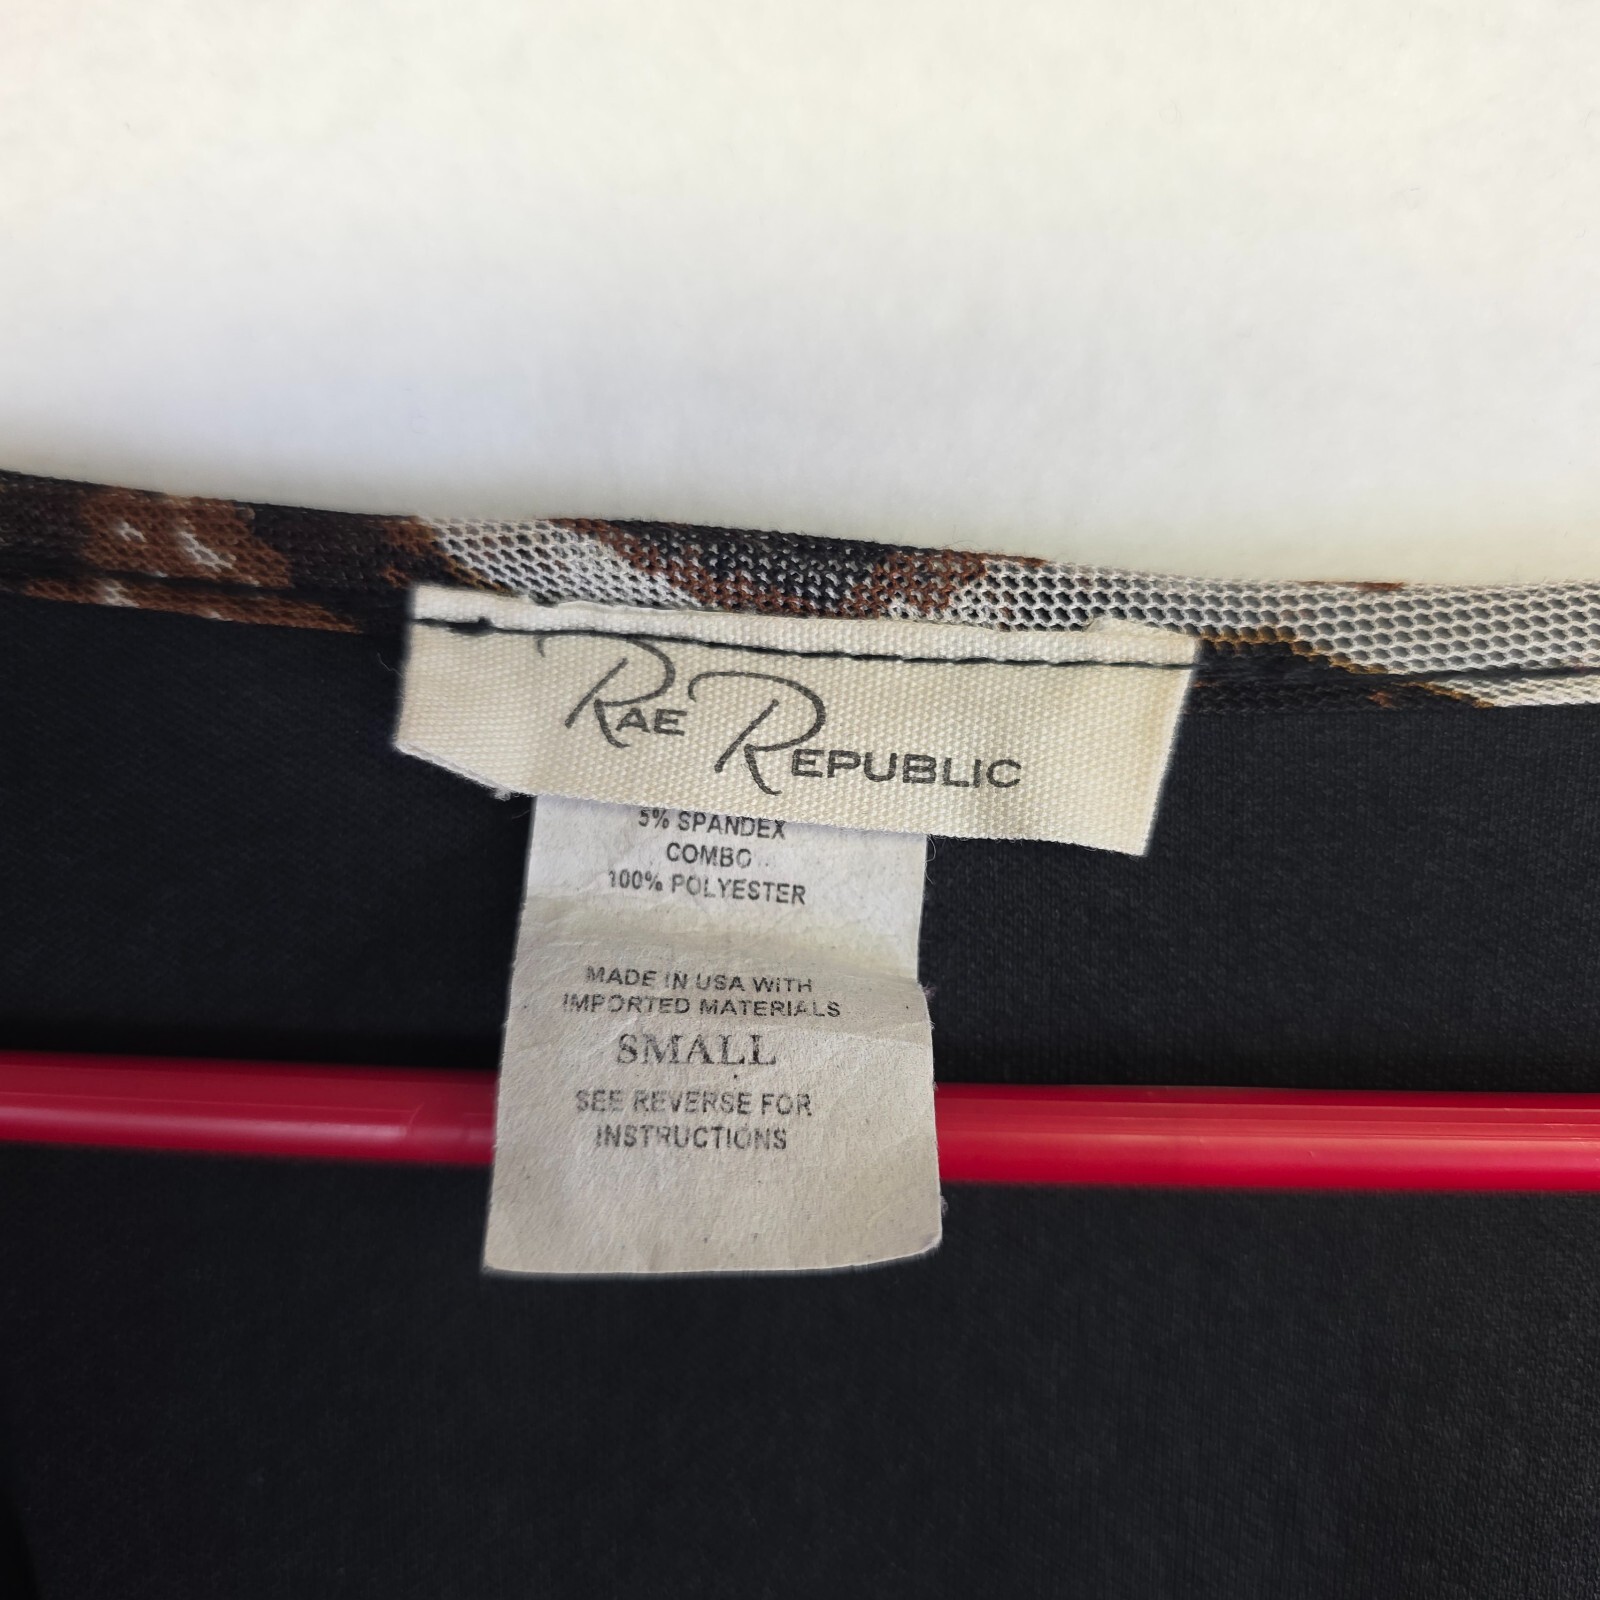 RAE REPUBLIC
5% SPANDEX
COMBO
100% POLYESTER
MADE IN USA WITH
IMPORTED MATERIALS
SMALL
SEE REVERSE FOR
INSTRUCTIONS